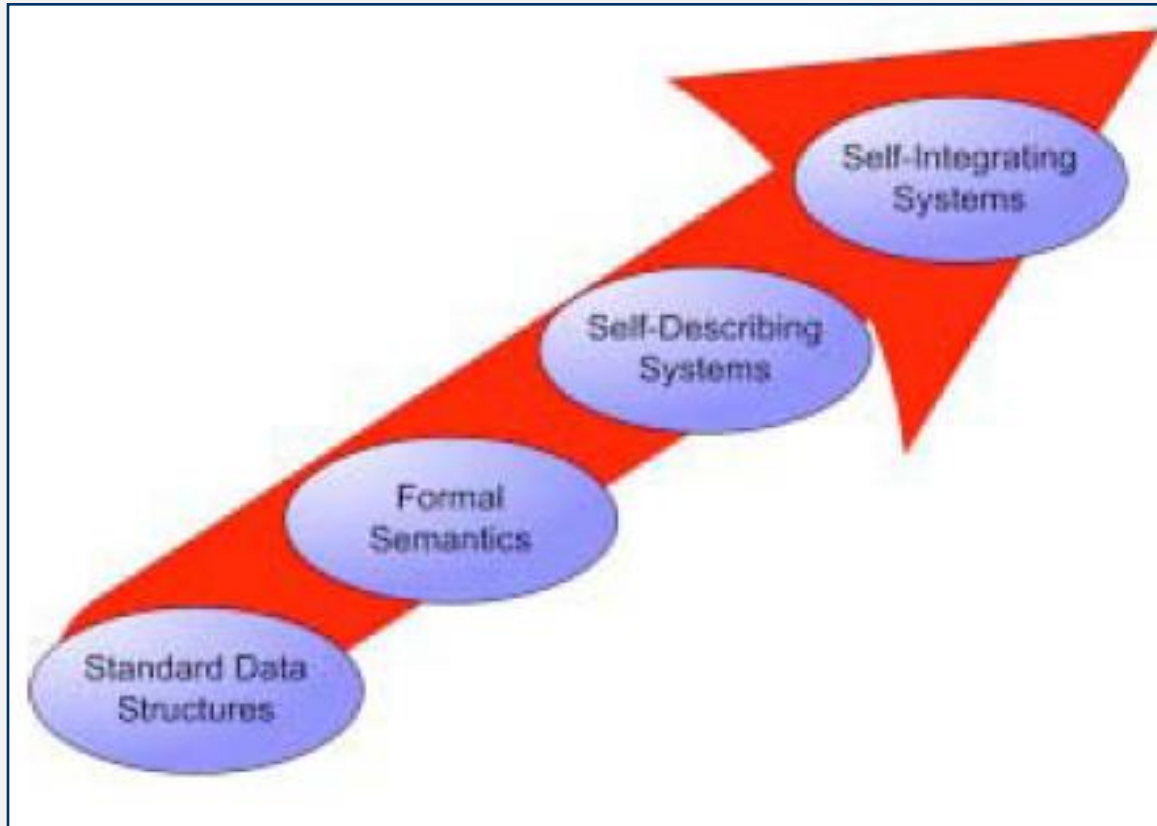 Self-Integrating
Systems
Self-Describing
Systems
Formal
Semantics
Standard Data
Structures